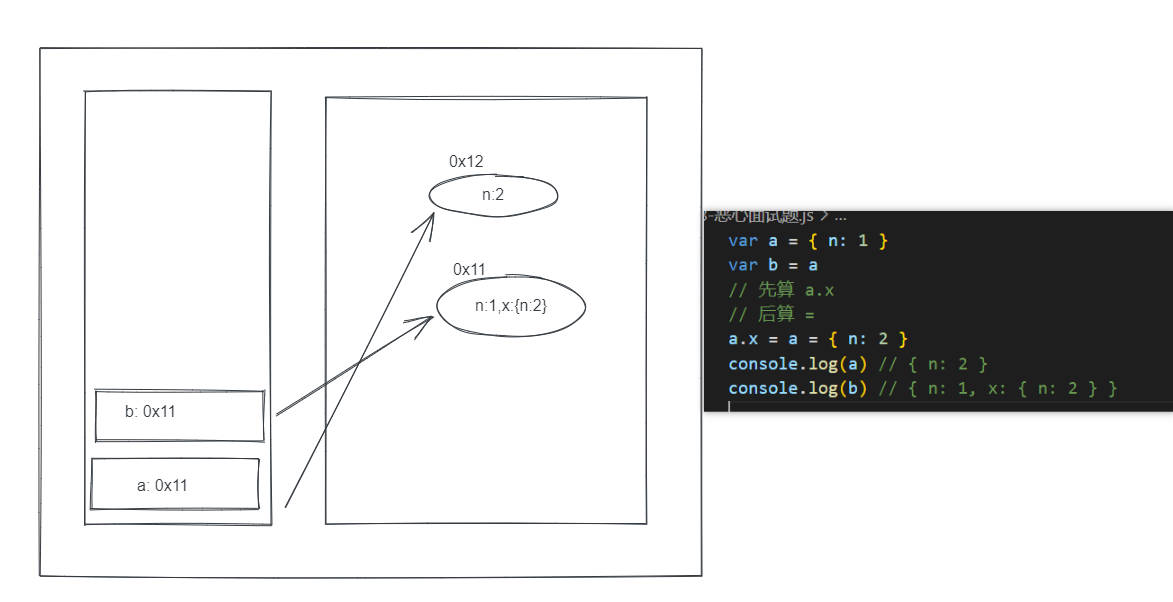 0x12
n:2
0x11
n:1,x:{n:2}
b: 0x11
a: 0x11
-恶心面试题.js > ...
var a = { n: 1 }
var b = a
// 先算 a.x
// 后算 =
a.x = a = { n: 2 }
console.log(a) // { n: 2 }
console.log(b) // { n: 1, x: { n: 2 } }